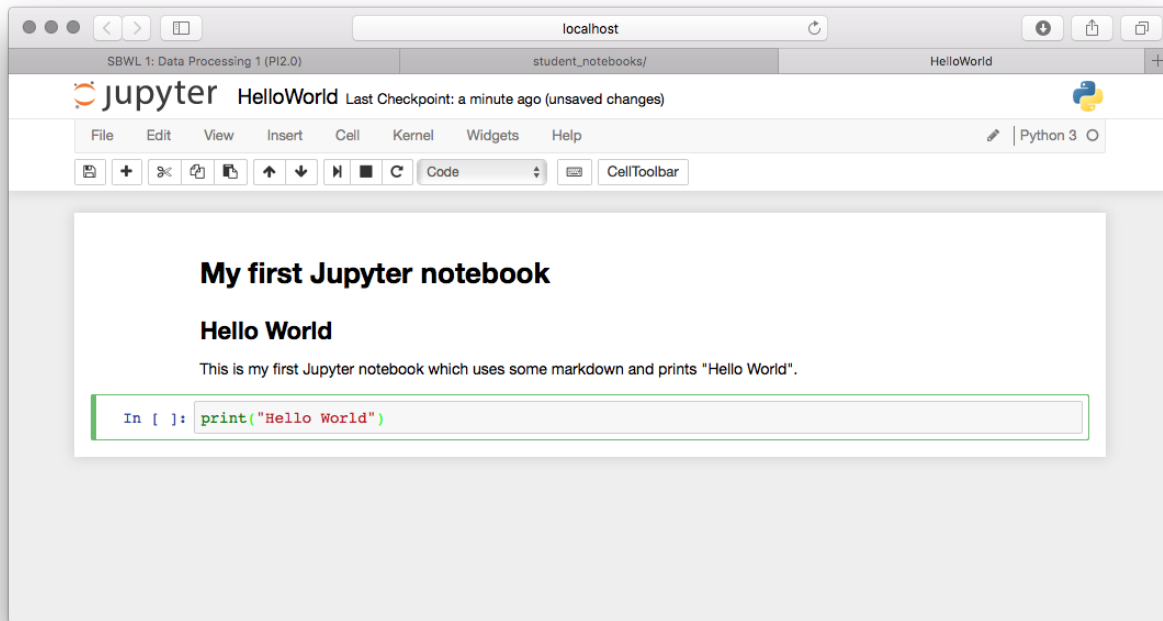 localhost
SBWL 1: Data Processing 1 (PI2.0) student_notebooks/ HelloWorld
jupyter HelloWorld Last Checkpoint: a minute ago (unsaved changes)
File Edit View Insert Cell Kernel Widgets Help Python 3
Code CellToolbar
My first Jupyter notebook
Hello World
This is my first Jupyter notebook which uses some markdown and prints "Hello World".
In [ ]: print("Hello World")